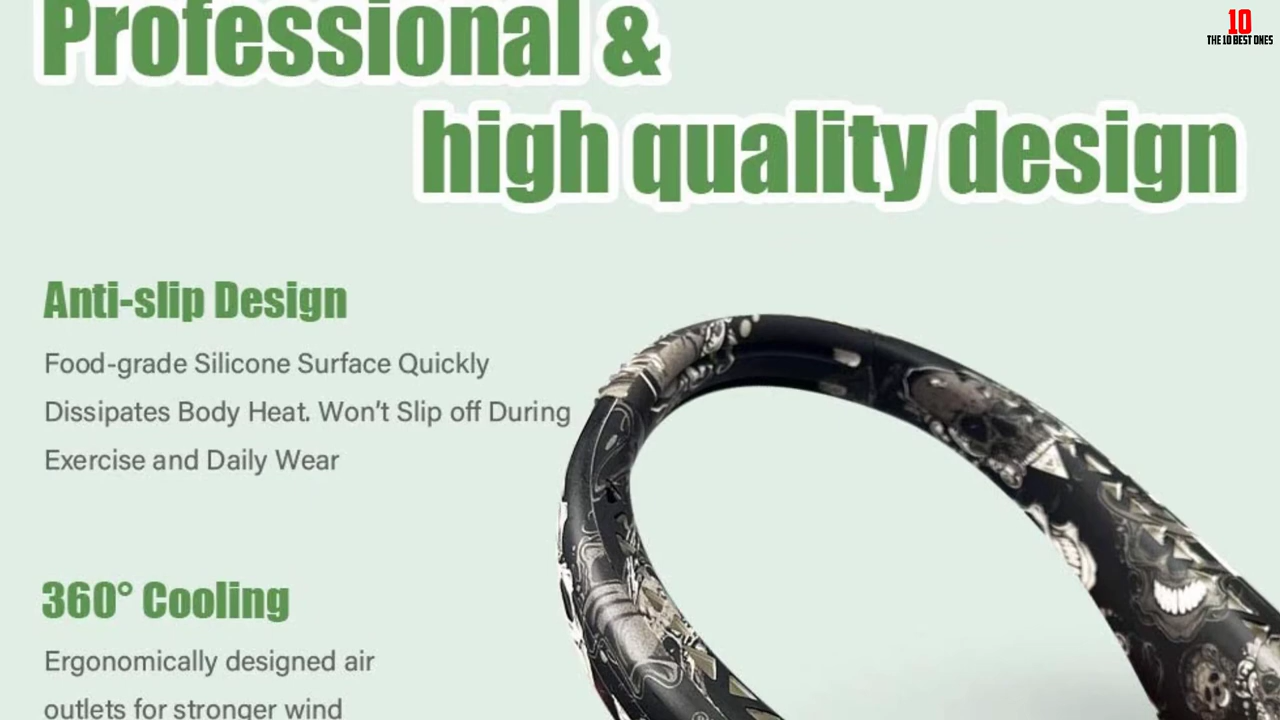 Professional &
high quality design
10
THE 10 BEST ONES
Anti-slip Design
Food-grade Silicone Surface Quickly
Dissipates Body Heat. Won't Slip off During
Exercise and Daily Wear
360° Cooling
Ergonomically designed air
outlets for stronger wind